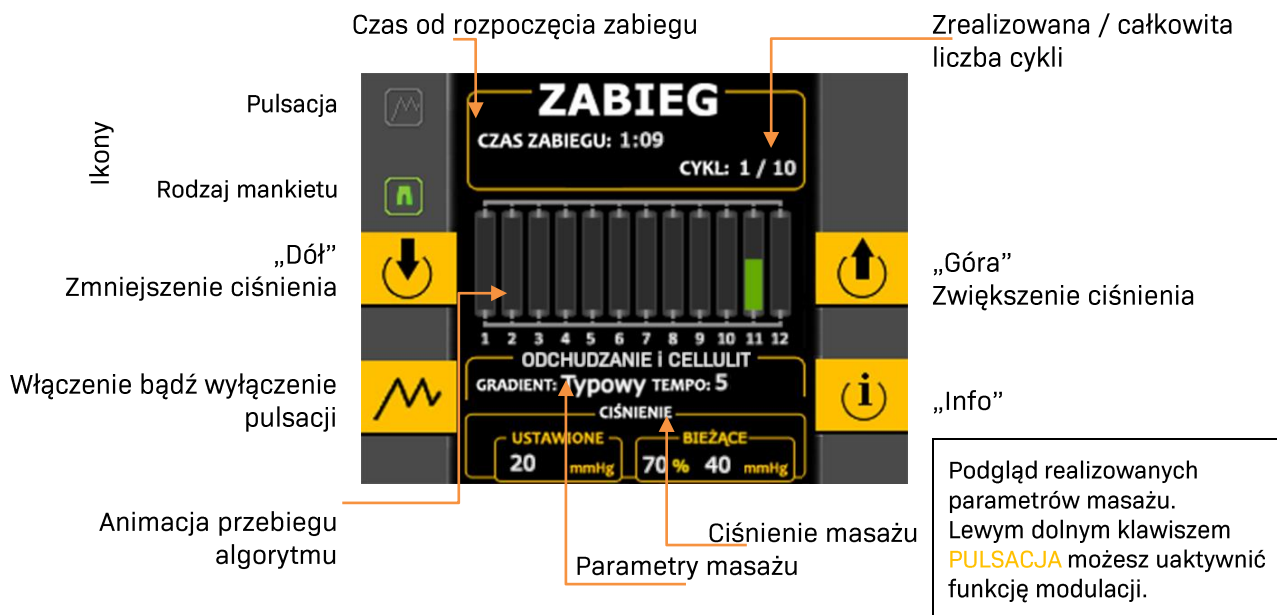 Czas od rozpoczęcia zabiegu
Zrealizowana / całkowita
liczba cykli
Ikony
Pulsacja
Rodzaj mankietu
„Dół”
Zmniejszenie ciśnienia
Włączenie bądź wyłączenie
pulsacji
Animacja przebiegu
algorytmu
ZABIEG
CZAS ZABIEGU: 1:09
CYKL: 1 / 10
1 2 3 4 5 6 7 8 9 10 11 12
ODCHUDZANIE i CELLULIT
GRADIENT: Typowy TEMPO: 5
CIŚNIENIE
USTAWIONE
20 mmHg
BIEŻĄCE
70 % 40 mmHg
i
„Góra”
Zwiększenie ciśnienia
„Info”
Ciśnienie masażu
Parametry masażu
Podgląd realizowanych
parametrów masażu.
Lewym dolnym klawiszem
PULSACJA możesz uaktywnić
funkcję modulacji.